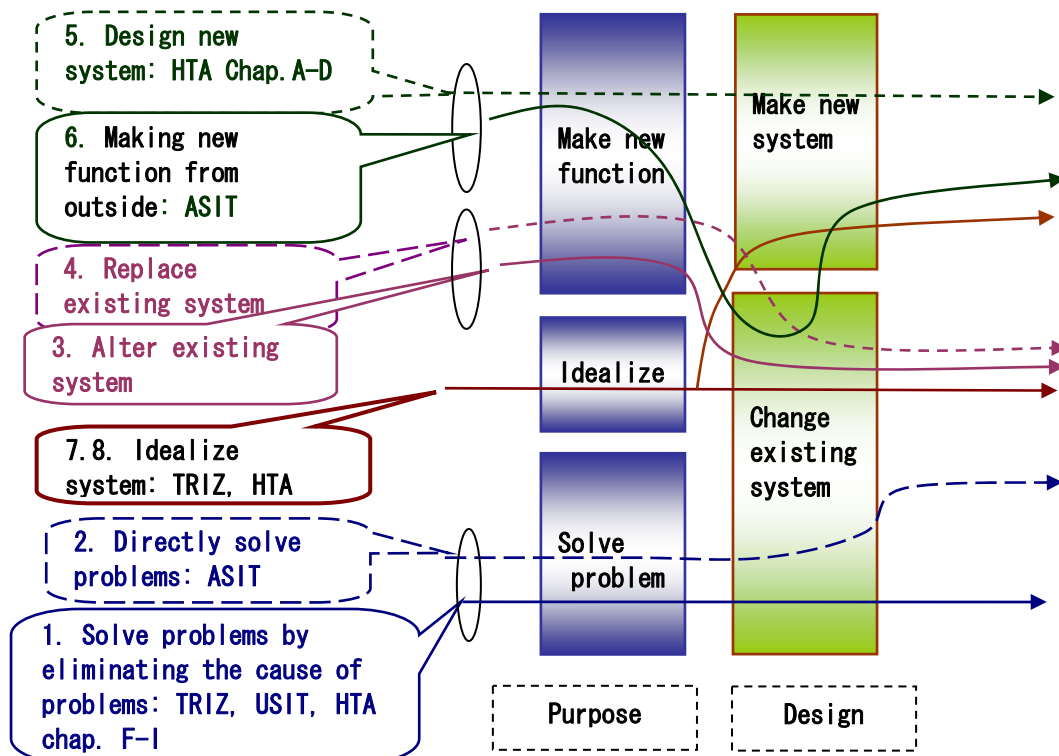 5. Design new
system: HTA Chap. A-D
6. Making new
function from
outside: ASIT
4. Replace
existing system
3. Alter existing
system
7.8. Idealize
system: TRIZ, HTA
2. Directly solve
problems: ASIT
1. Solve problems by
eliminating the cause of
problems: TRIZ, USIT, HTA
chap. F-I
Make new
function
Idealize
Solve
problem
Make new
system
Change
existing
system
Purpose
Design